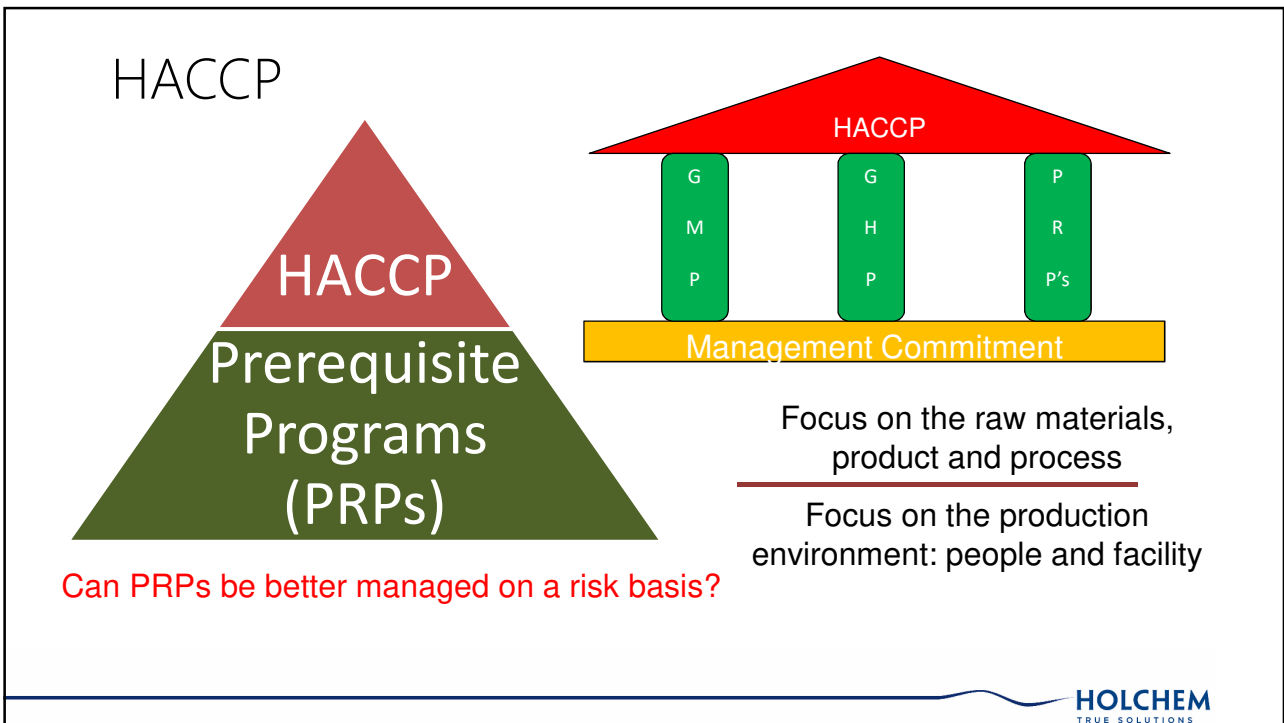 HACCP
HACCP
Prerequisite
Programs
(PRPs)
Can PRPs be better managed on a risk basis?
HACCP
G
M
P
G
H
P
P
R
P's
Management Commitment
Focus on the raw materials,
product and process
Focus on the production
environment: people and facility
HOLCHEM
TRUE SOLUTIONS